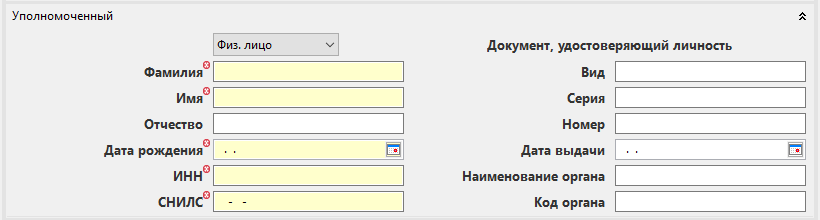 Уполномоченный
Физ. лицо
Документ, удостоверяющий личность
Фамилия
Вид
Имя
Серия
Отчество
Номер
Дата рождения . .
Дата выдачи . .
ИНН
Наименование органа
СНИЛС - -
Код органа